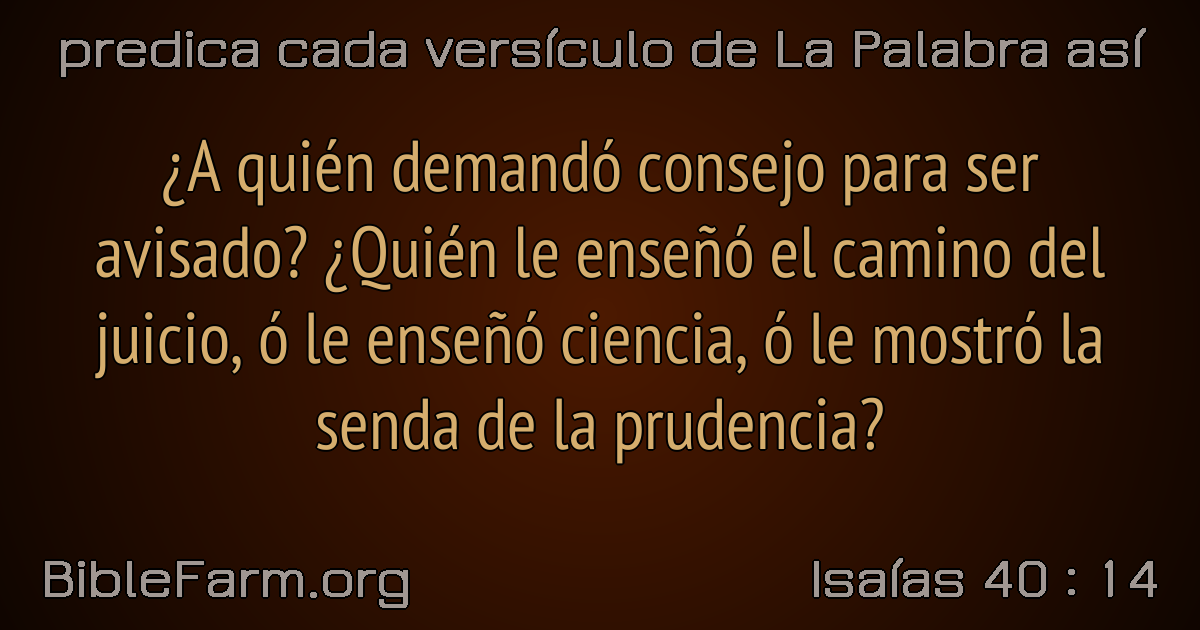 predica cada versículo de La Palabra así
¿A quién demandó consejo para ser
avisado? ¿Quién le enseñó el camino del
juicio, ó le enseñó ciencia, ó le mostró la
senda de la prudencia?
BibleFarm.org
Isaías 40 : 14